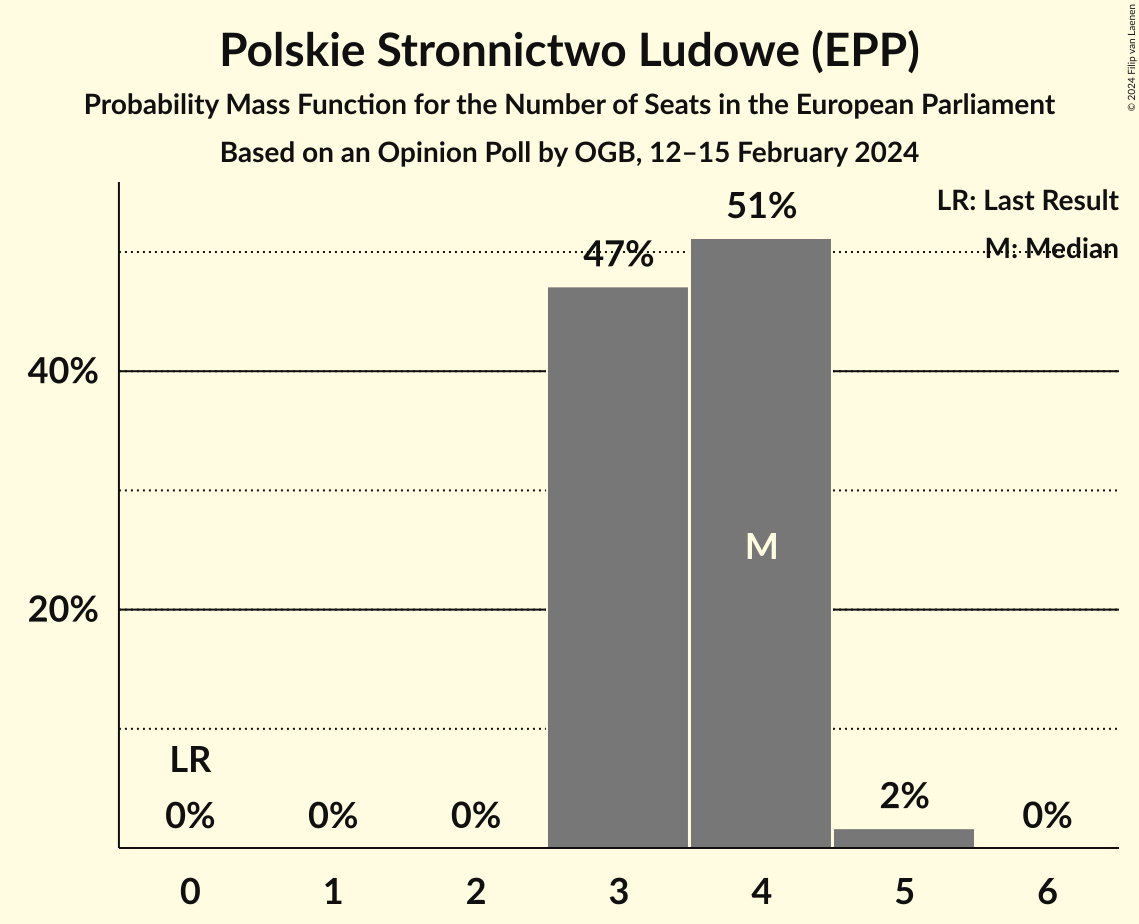 Polskie Stronnictwo Ludowe (EPP)
Probability Mass Function for the Number of Seats in the European Parliament
Based on an Opinion Poll by OGB, 12–15 February 2024
© 2024 Filip van Laenen
LR: Last Result
M: Median
51%
47%
40%
M
20%
LR
0%
0%
0%
2%
0%
0
1
2
3
4
5
6